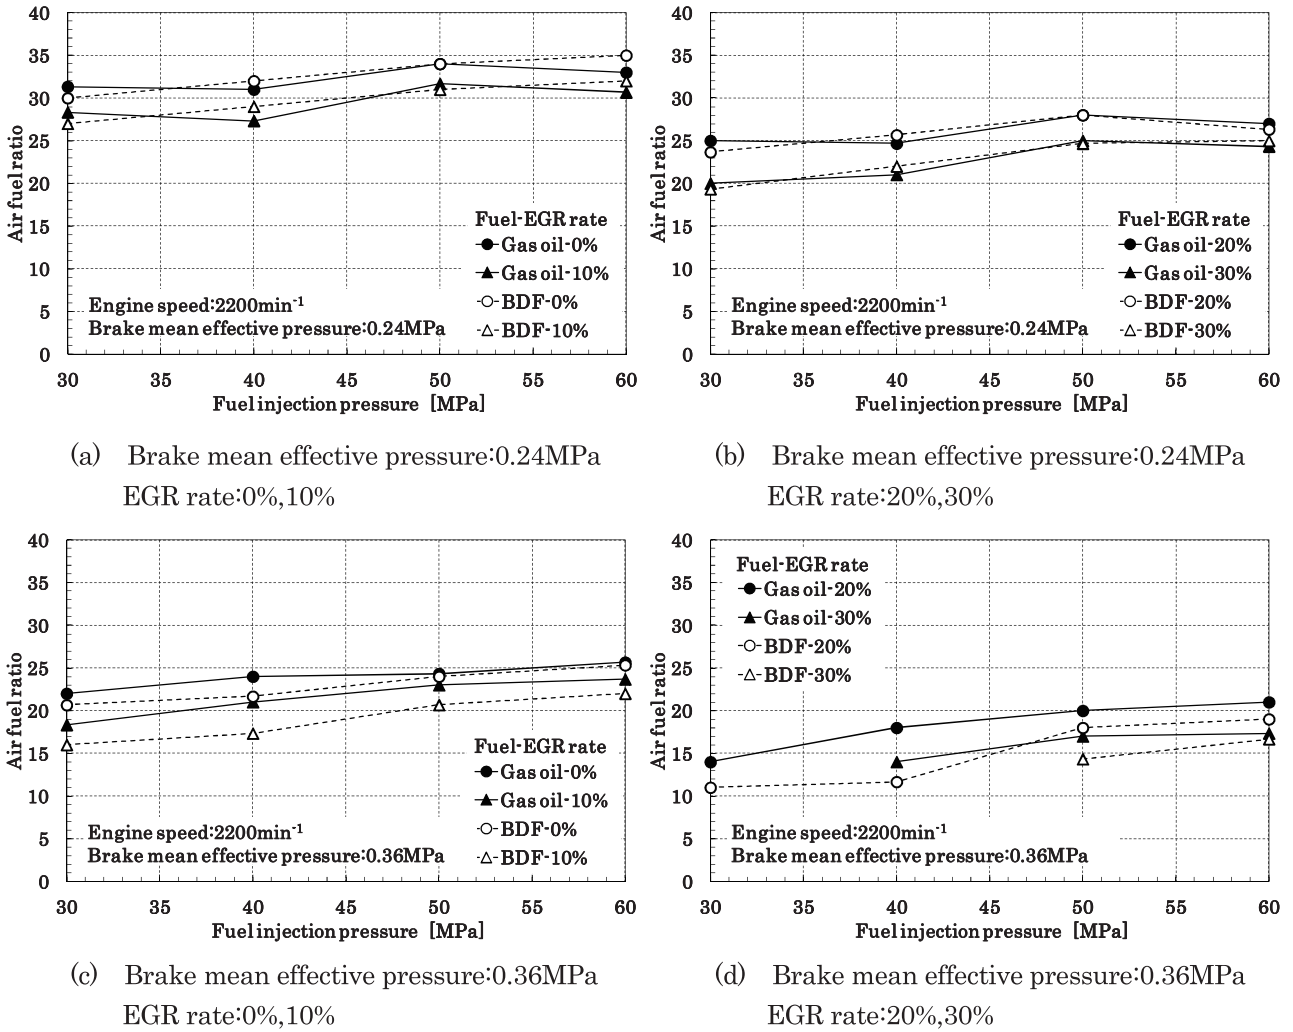 40
35
30
25
20
15
10
5
0
Air fuel ratio
Fuel-EGR rate
Gas oil-0%
Gas oil-10%
BDF-0%
BDF-10%
Engine speed:2200min-1
Brake mean effective pressure:0.24MPa
30 35 40 45 50 55 60
Fuel injection pressure [MPa]
(a) Brake mean effective pressure:0.24MPa
EGR rate:0%,10%
40
35
30
25
20
15
10
5
0
Air fuel ratio
Fuel-EGR rate
Gas oil-20%
Gas oil-30%
BDF-20%
BDF-30%
Engine speed:2200min-1
Brake mean effective pressure:0.24MPa
30 35 40 45 50 55 60
Fuel injection pressure [MPa]
(b) Brake mean effective pressure:0.24MPa
EGR rate:20%,30%
40
35
30
25
20
15
10
5
0
Air fuel ratio
Fuel-EGR rate
Gas oil-0%
Gas oil-10%
BDF-0%
BDF-10%
Engine speed:2200min-1
Brake mean effective pressure:0.36MPa
30 35 40 45 50 55 60
Fuel injection pressure [MPa]
(c) Brake mean effective pressure:0.36MPa
EGR rate:0%,10%
40
35
30
25
20
15
10
5
0
Air fuel ratio
Fuel-EGR rate
Gas oil-20%
Gas oil-30%
BDF-20%
BDF-30%
Engine speed:2200min-1
Brake mean effective pressure:0.36MPa
30 35 40 45 50 55 60
Fuel injection pressure [MPa]
(d) Brake mean effective pressure:0.36MPa
EGR rate:20%,30%